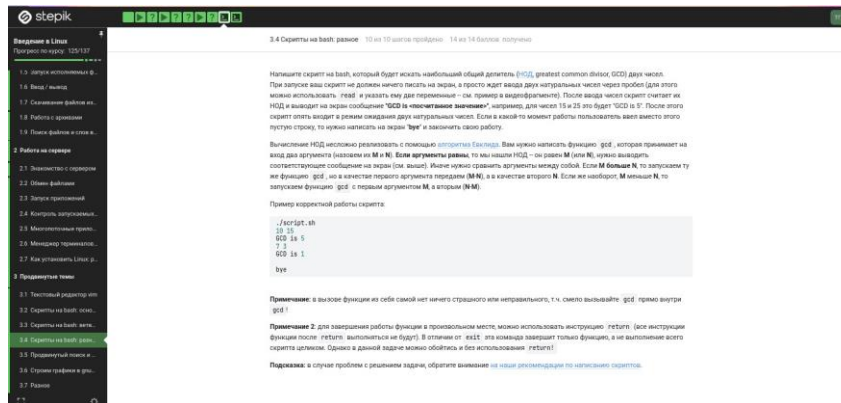 stepik
Введение в Linux
Прогресс по курсу: 125/137
1.5 Запуск исполняемых ф...
1.6 Ввод / вывод
1.7 Скачивание файлов из...
1.8 Работа с архивами
1.9 Поиск файлов и слов в...
2 Работа на сервере
2.1 Знакомство с сервером
2.2 Обмен файлами
2.3 Запуск приложений
2.4 Контроль запускаемых...
2.5 Многопоточные прило...
2.6 Менеджер терминалов...
2.7 Как установить Linux: р...
3 Продвинутые темы
3.1 Текстовый редактор vim
3.2 Скрипты на bash: осно...
3.3 Скрипты на bash: ветв...
3.4 Скрипты на bash: разн...
3.5 Продвинутый поиск и ...
3.6 Строим графики в gnu...
3.7 Разное
3.4 Скрипты на bash: разное 10 из 10 шагов пройдено 14 из 14 баллов получено
Напишите скрипт на bash, который будет искать наибольший общий делитель (НОД, greatest common divisor, GCD) двух чисел.
При запуске ваш скрипт не должен ничего писать на экран, а просто ждет ввода двух натуральных чисел через пробел (для этого
можно использовать read и указать ему две переменные – см. пример в видеофрагменте). После ввода чисел скрипт считает их
НОД и выводит на экран сообщение "GCD is <посчитанное значение>", например, для чисел 15 и 25 это будет "GCD is 5". После этого
скрипт опять входит в режим ожидания двух натуральных чисел. Если в какой-то момент работы пользователь ввел вместо этого
пустую строку, то нужно написать на экран "bye" и закончить свою работу.
Вычисление НОД несложно реализовать с помощью алгоритма Евклида. Вам нужно написать функцию gcd, которая принимает на
вход два аргумента (назовем их M и N). Если аргументы равны, то мы нашли НОД – он равен M (или N), нужно выводить
соответствующее сообщение на экран (см. выше). Иначе нужно сравнить аргументы между собой. Если M больше N, то запускаем ту
же функцию gcd, но в качестве первого аргумента передаем (M-N), а в качестве второго N. Если же наоборот, M меньше N, то
запускаем функцию gcd с первым аргументом M, а вторым (N-M).
Пример корректной работы скрипта:
./script.sh
10 15
GCD is 5
7 3
GCD is 1
bye
Примечание: в вызове функции из себя самой нет ничего страшного или неправильного, т.ч. смело вызывайте gcd прямо внутри
gcd!
Примечание 2: для завершения работы функции в произвольном месте, можно использовать инструкцию return (все инструкции
функции после return выполняться не будут). В отличии от exit эта команда завершит только функцию, а не выполнение всего
скрипта целиком. Однако в данной задаче можно обойтись и без использования return!
Подсказка: в случае проблем с решением задачи, обратите внимание на наши рекомендации по написанию скриптов.